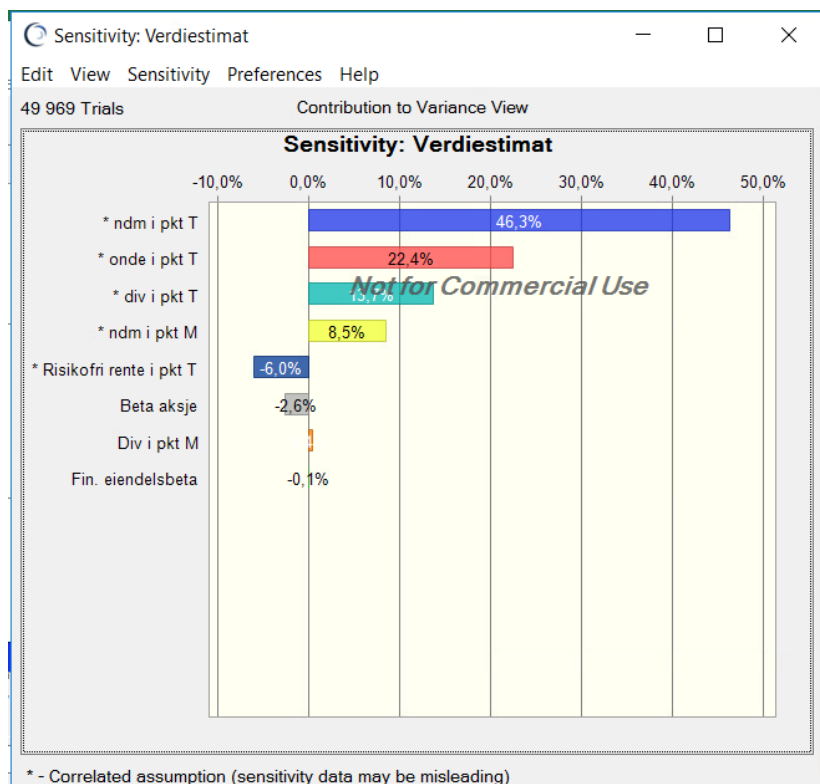 Sensitivity: Verdiestimat
Edit View Sensitivity Preferences Help
49 969 Trials Contribution to Variance View
Sensitivity: Verdiestimat
-10,0% 0,0% 10,0% 20,0% 30,0% 40,0% 50,0%
* ndm i pkt T 46,3%
* onde i pkt T 22,4%
Not for Commercial Use
* div i pkt T 13,7%
* ndm i pkt M 8,5%
* Risikofri rente i pkt T -6,0%
Beta aksje -2,6%
Div i pkt M
Fin. eiendelsbeta -0,1%
* - Correlated assumption (sensitivity data may be misleading)